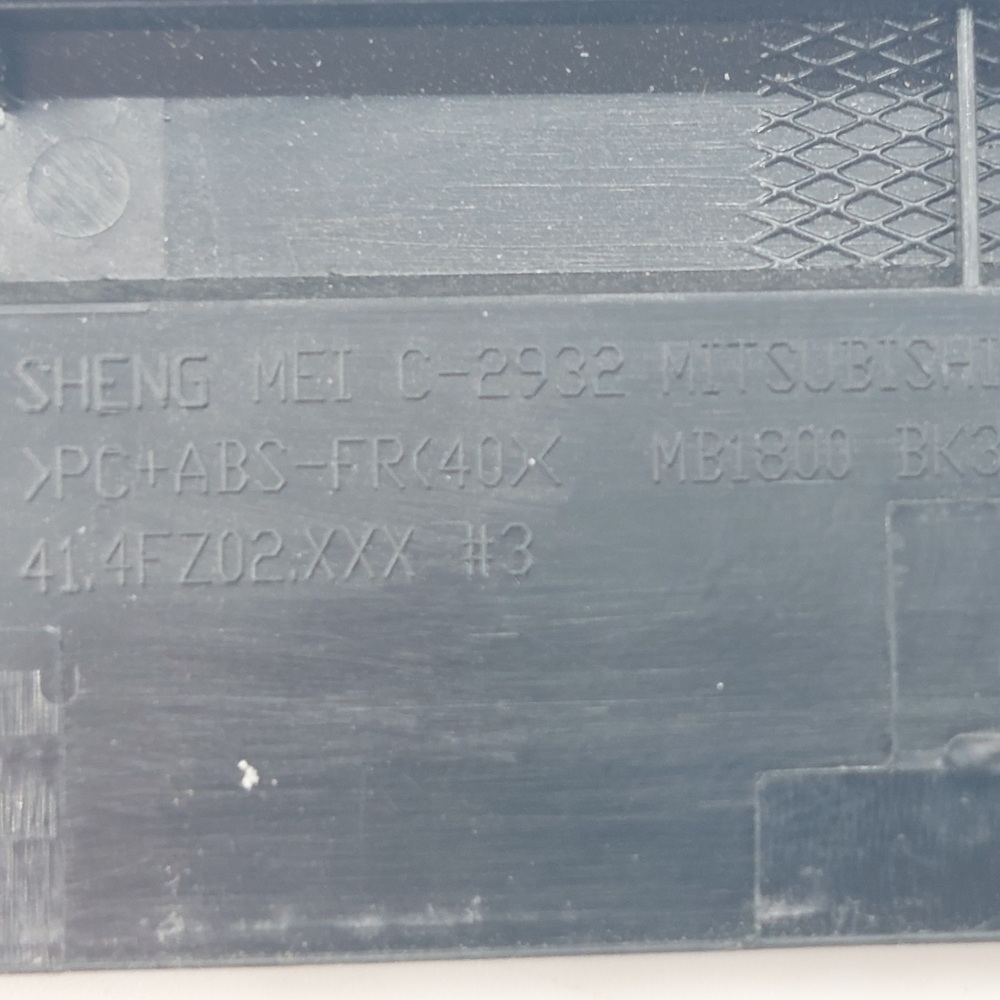 SHENG MEI C-2932 MITSUBISHI
>PC+ABS-FR(40)< MB1800 BK3
41.4FZ02.XXX #3